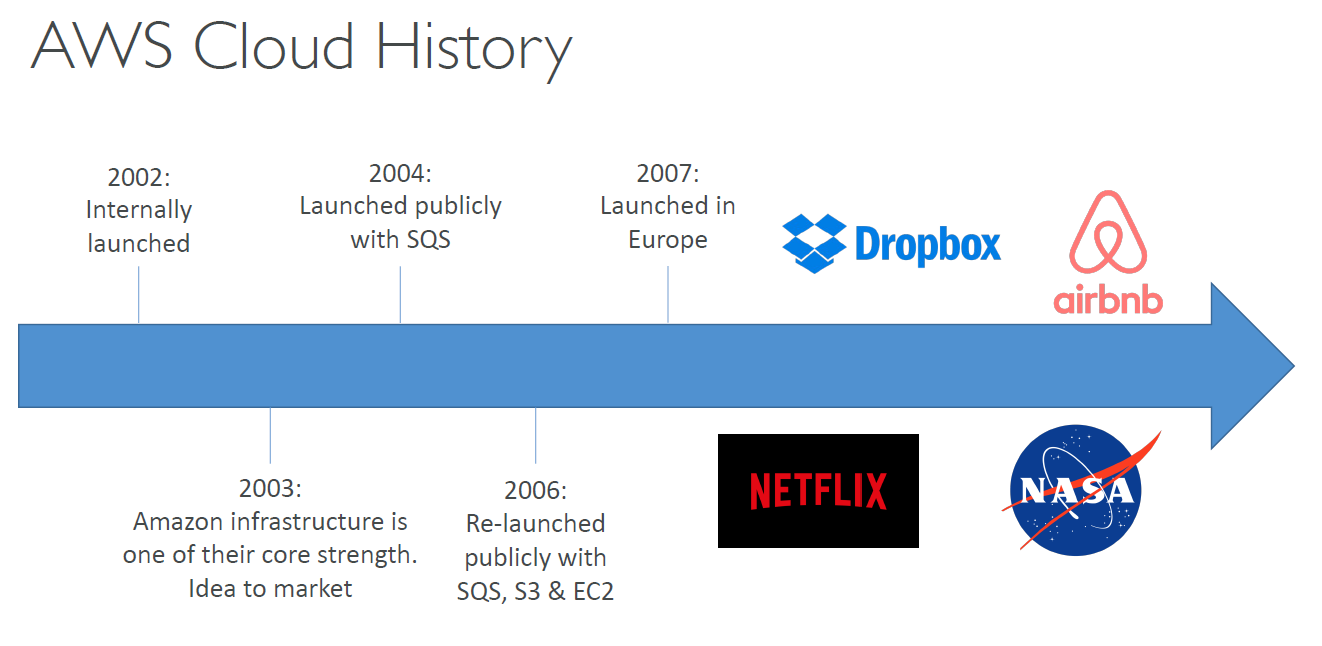 AWS Cloud History
2002:
Internally
launched
2004:
Launched publicly
with SQS
2007:
Launched in
Europe
Dropbox
airbnb
2003:
Amazon infrastructure is
one of their core strength.
Idea to market
2006:
Re-launched
publicly with
SQS, S3 & EC2
NETFLIX
NASA